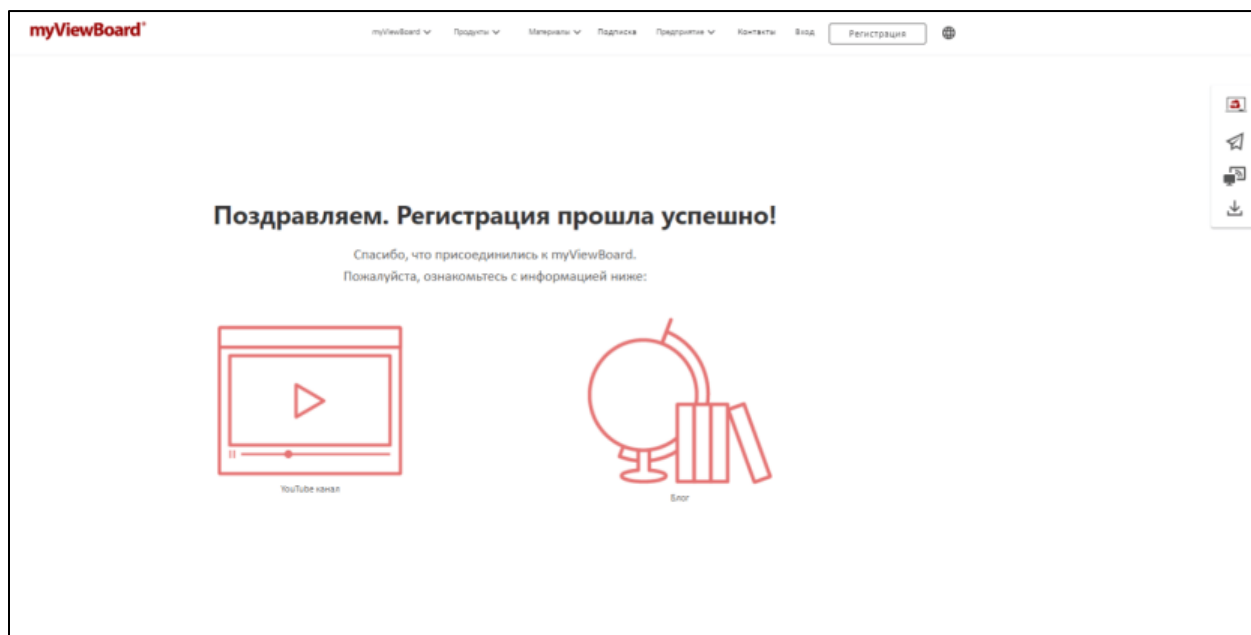 myViewBoard®
myViewBoard Продукты Материалы Подписка Предприятие Контакты Вход Регистрация
Поздравляем. Регистрация прошла успешно!
Спасибо, что присоединились к myViewBoard.
Пожалуйста, ознакомьтесь с информацией ниже:
YouTube канал
Блог